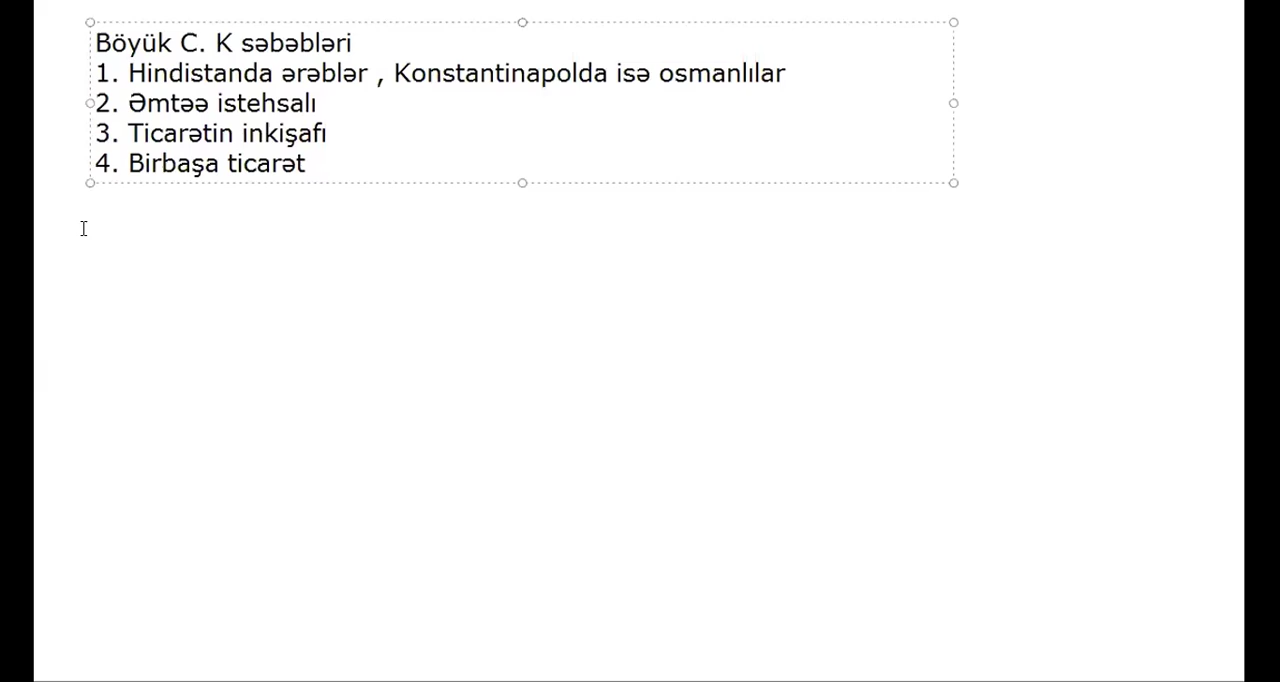 Böyük C. K səbəbləri
1. Hindistanda ərəblər , Konstantinapolda isə osmanlılar
2. Əmtəə istehsalı
3. Ticarətin inkişafı
4. Birbaşa ticarət